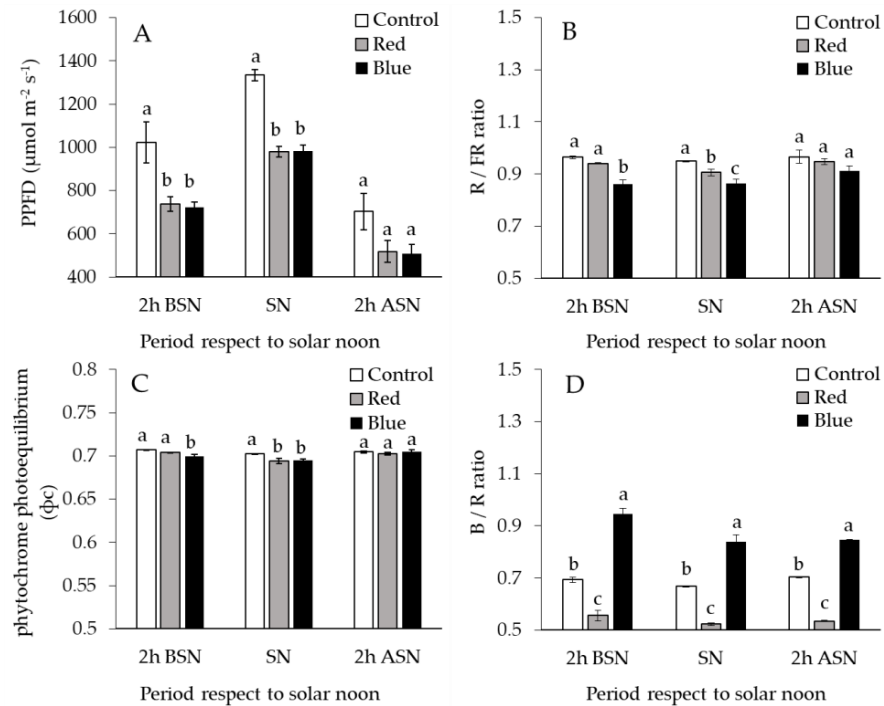 A
Control
Red
Blue
PPFD (μmol m⁻² s⁻¹)
1600
1400
1200
1000
800
600
400
a
b b
a
b b
a
a a
2h BSN SN 2h ASN
Period respect to solar noon
B
Control
Red
Blue
R / FR ratio
1.5
1.3
1.1
0.9
0.7
0.5
a a b
a b c
a a a
2h BSN SN 2h ASN
Period respect to solar noon
C
Control
Red
Blue
phytochrome photoequilibrium
(ϕc)
0.8
0.75
0.7
0.65
0.6
0.55
0.5
a a b
a b b
a a a
2h BSN SN 2h ASN
Period respect to solar noon
D
Control
Red
Blue
B / R ratio
1.5
1.3
1.1
0.9
0.7
0.5
b c a
b c a
b c a
2h BSN SN 2h ASN
Period respect to solar noon